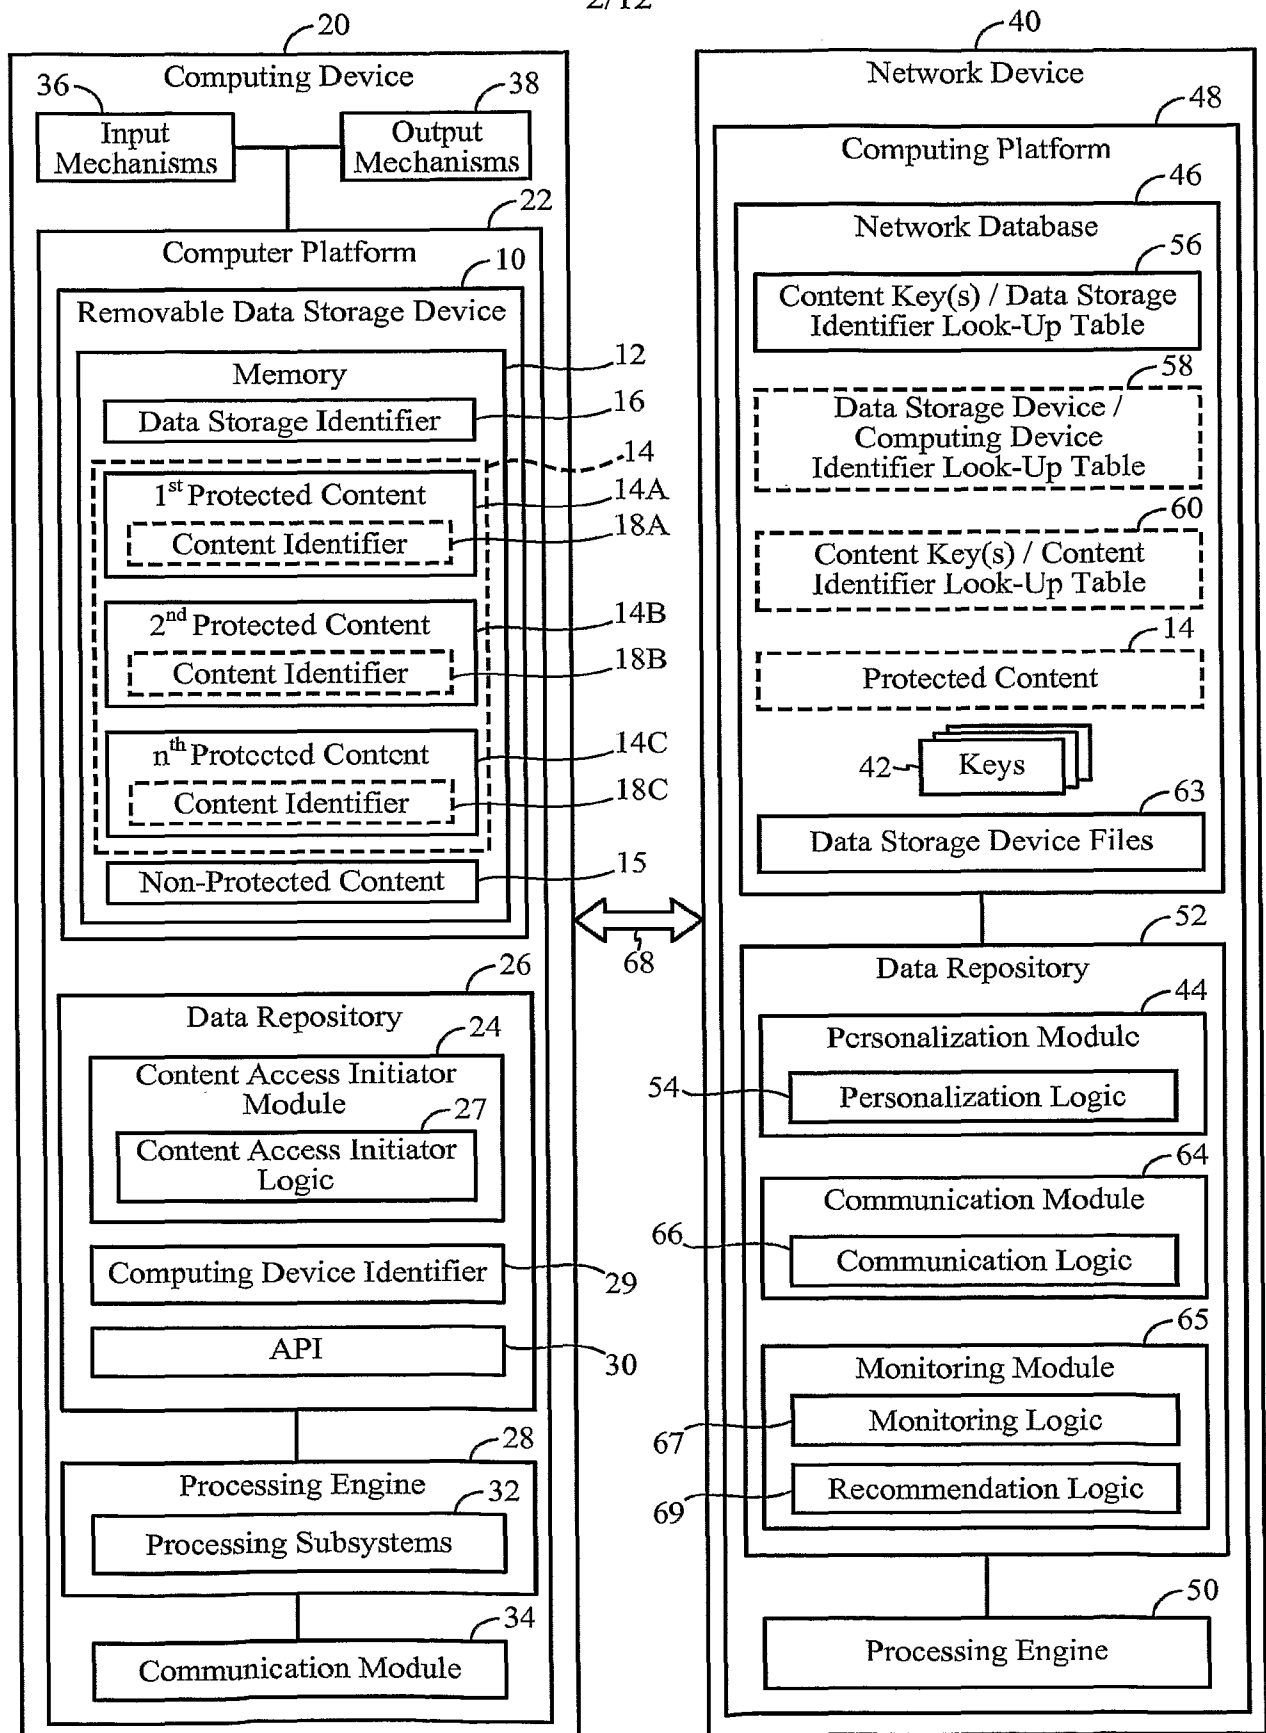 2/12
20
Computing Device
36
38
Input
Mechanisms
Output
Mechanisms
22
Computer Platform
10
Removable Data Storage Device
12
Memory
16
Data Storage Identifier
14
1st Protected Content
14A
Content Identifier
18A
2nd Protected Content
14B
Content Identifier
18B
nth Protected Content
14C
Content Identifier
18C
Non-Protected Content
15
26
Data Repository
24
Content Access Initiator
Module
27
Content Access Initiator
Logic
Computing Device Identifier
29
API
30
28
Processing Engine
32
Processing Subsystems
34
Communication Module
68
40
Network Device
48
Computing Platform
46
Network Database
56
Content Key(s) / Data Storage
Identifier Look-Up Table
58
Data Storage Device /
Computing Device
Identifier Look-Up Table
60
Content Key(s) / Content
Identifier Look-Up Table
14
Protected Content
42
Keys
63
Data Storage Device Files
52
Data Repository
44
Personalization Module
54
Personalization Logic
64
Communication Module
66
Communication Logic
65
Monitoring Module
67
Monitoring Logic
69
Recommendation Logic
50
Processing Engine